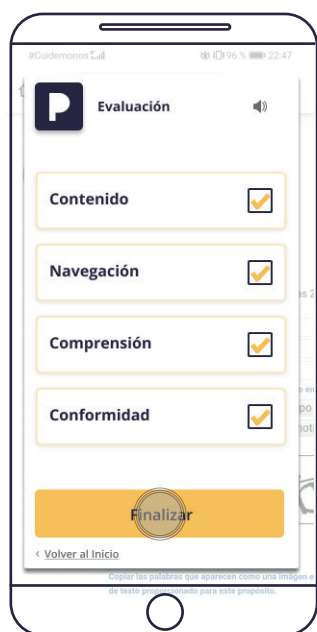 #Cuidemonos
96 % 22:47
P
Evaluación
Contenido
Navegación
Comprensión
Conformidad
Finalizar
‹ Volver al Inicio
Copiar las palabras que aparecen como una imágen e
de texto proporcionado para este propósito.